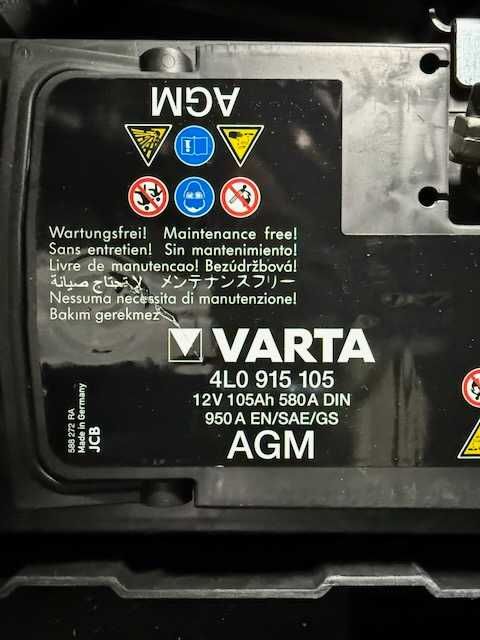 AGM
Wartungsfrei! Maintenance free!
Sans entretien! Sin mantenimiento!
Livre de manutencao! Bezúdržbová!
لا تحتاج صيانة メンテナンスフリー
Nessuma necessita di manutenzione!
Bakım gerekmez
VARTA
4L0 915 105
12V 105Ah 580A DIN
950A EN/SAE/GS
AGM
588 272 RA
Made in Germany
JCB